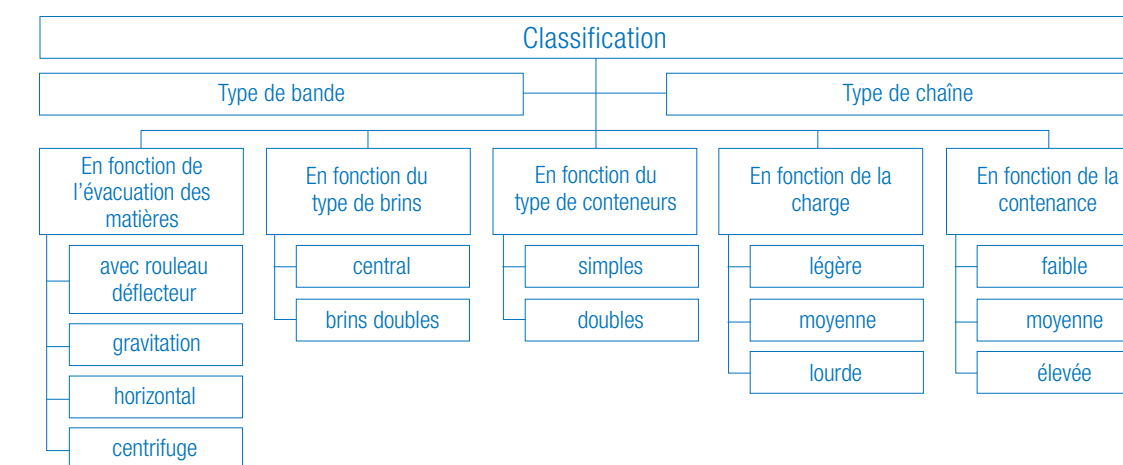 Classification
Type de bande
Type de chaîne
En fonction de
l'évacuation des
matières
avec rouleau
déflecteur
gravitation
horizontal
centrifuge
En fonction du
type de brins
central
brins doubles
En fonction du
type de conteneurs
simples
doubles
En fonction de la
charge
légère
moyenne
lourde
En fonction de la
contenance
faible
moyenne
élevée